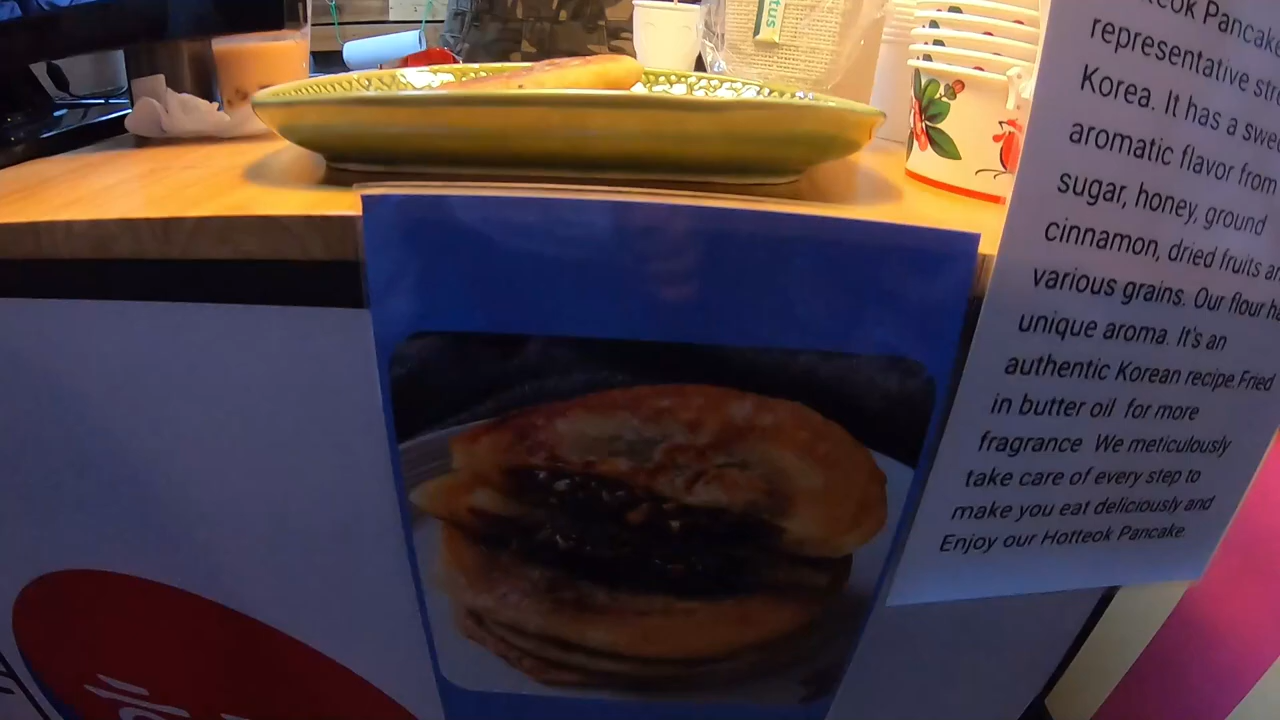 tus
Pancake
representative
Korea. It has a
aromatic flavor from
sugar, honey, ground
cinnamon, dried fruits
various grains. Our flour
unique aroma. It's an
authentic Korean recipe. Fried
in butter oil for more
fragrance We meticulously
take care of every step to
make you eat deliciously and
Enjoy our Hotteok Pancake.